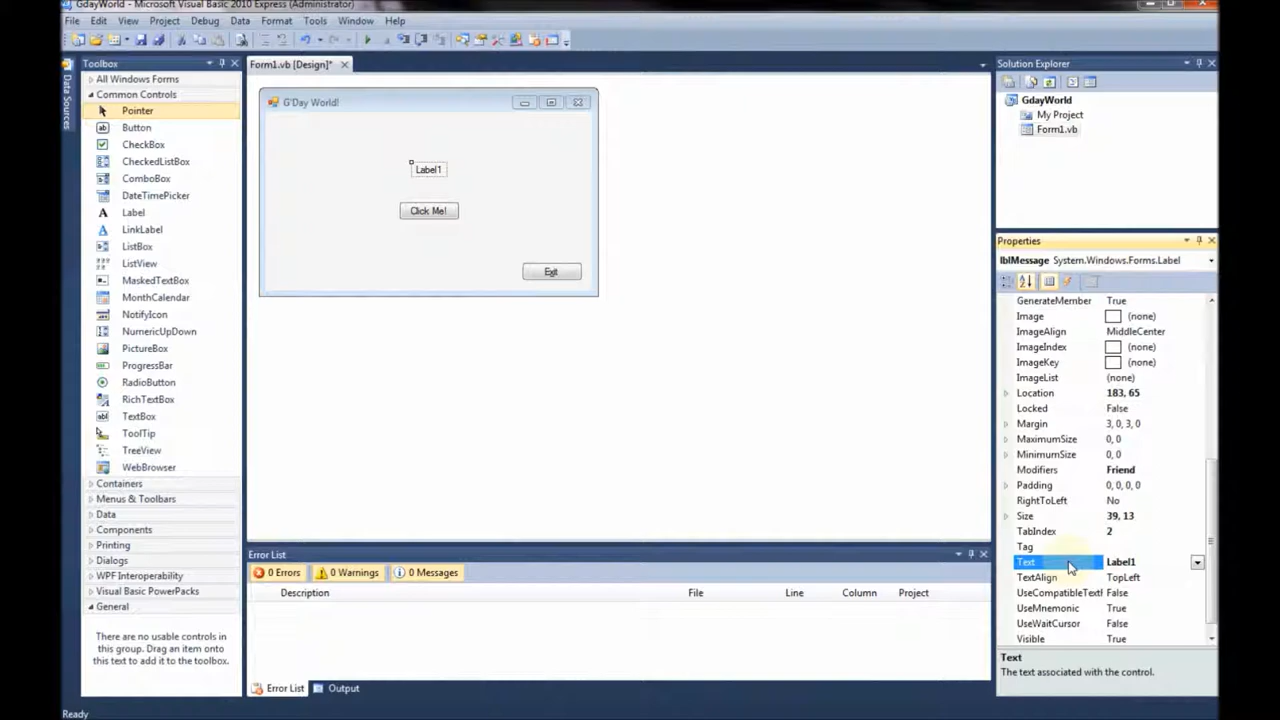 GdayWorld - Microsoft Visual Basic 2010 Express (Administrator)
File Edit View Project Debug Data Format Tools Window Help
Data Sources
Toolbox
All Windows Forms
Common Controls
Pointer
Button
CheckBox
CheckedListBox
ComboBox
DateTimePicker
Label
LinkLabel
ListBox
ListView
MaskedTextBox
MonthCalendar
NotifyIcon
NumericUpDown
PictureBox
ProgressBar
RadioButton
RichTextBox
TextBox
ToolTip
TreeView
WebBrowser
Containers
Menus & Toolbars
Data
Components
Printing
Dialogs
WPF Interoperability
Visual Basic PowerPacks
General
There are no usable controls in
this group. Drag an item onto
this text to add it to the toolbox.
Form1.vb [Design]*
G'Day World!
Label1
Click Me!
Exit
Error List
0 Errors 0 Warnings 0 Messages
Description File Line Column Project
Error List Output
Solution Explorer
GdayWorld
My Project
Form1.vb
Properties
lblMessage System.Windows.Forms.Label
GenerateMember True
Image (none)
ImageAlign MiddleCenter
ImageIndex (none)
ImageKey (none)
ImageList (none)
Location 183, 65
Locked False
Margin 3, 0, 3, 0
MaximumSize 0, 0
MinimumSize 0, 0
Modifiers Friend
Padding 0, 0, 0, 0
RightToLeft No
Size 39, 13
TabIndex 2
Tag
Text Label1
TextAlign TopLeft
UseCompatibleTextI False
UseMnemonic True
UseWaitCursor False
Visible True
Text
The text associated with the control.
Ready